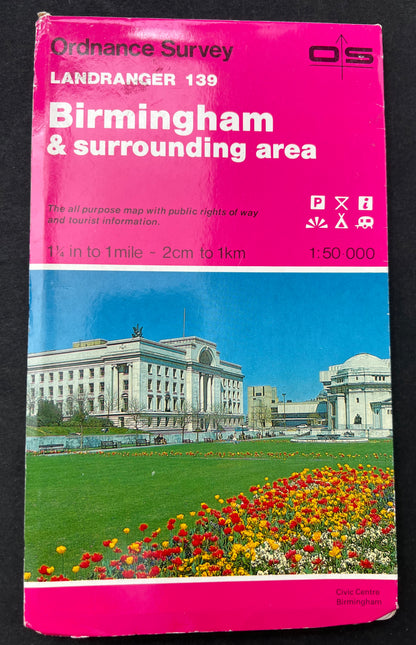 Ordnance Survey
OS
LANDRANGER 139
Birmingham
& surrounding area
The all purpose map with public rights of way
and tourist information.
P
i
1¼ in to 1 mile - 2cm to 1km
1:50 000
Civic Centre
Birmingham